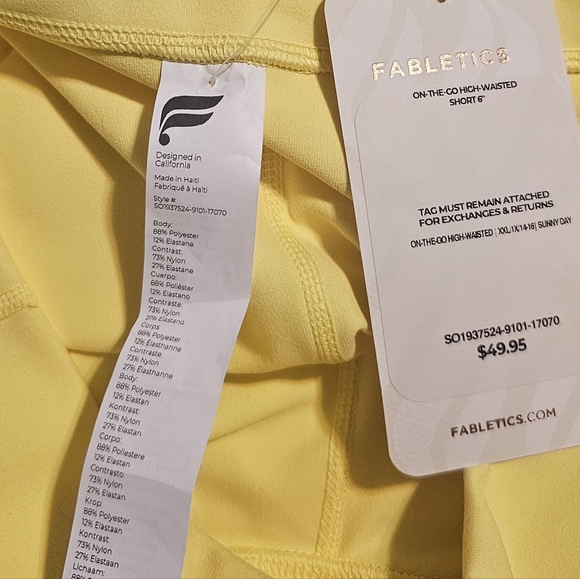 Designed in
California
Made in Haiti
Fabriqué à Haïti
Style #
SO1937524-9101-17070
Body:
88% Polyester
12% Elastane
Contrast:
73% Nylon
27% Elastane
Cuerpo:
88% Poliéster
12% Elastano
Contraste:
73% Nylon
27% Elastano
Corps:
88% Polyester
12% Élasthanne
Contraste
73% Nylon
27% Élasthanne
Body:
88% Polyester
12% Elastan
Kontrast:
73% Nylon
27% Elastan
Corpo:
88% Poliestere
12% Elastan
Contrasto:
73% Nylon
27% Elastan
Krop:
88% Polyester
12% Elastaan
Kontrast:
73% Nylon
27% Elastaan
Lichaam:
FABLETICS
ON-THE-GO HIGH-WAISTED
SHORT 6"
TAG MUST REMAIN ATTACHED
FOR EXCHANGES & RETURNS
ON-THE-GO HIGH-WAISTED | XXL/1X'14-16| SUNNY DAY
SO1937524-9101-17070
$49.95
FABLETICS.COM